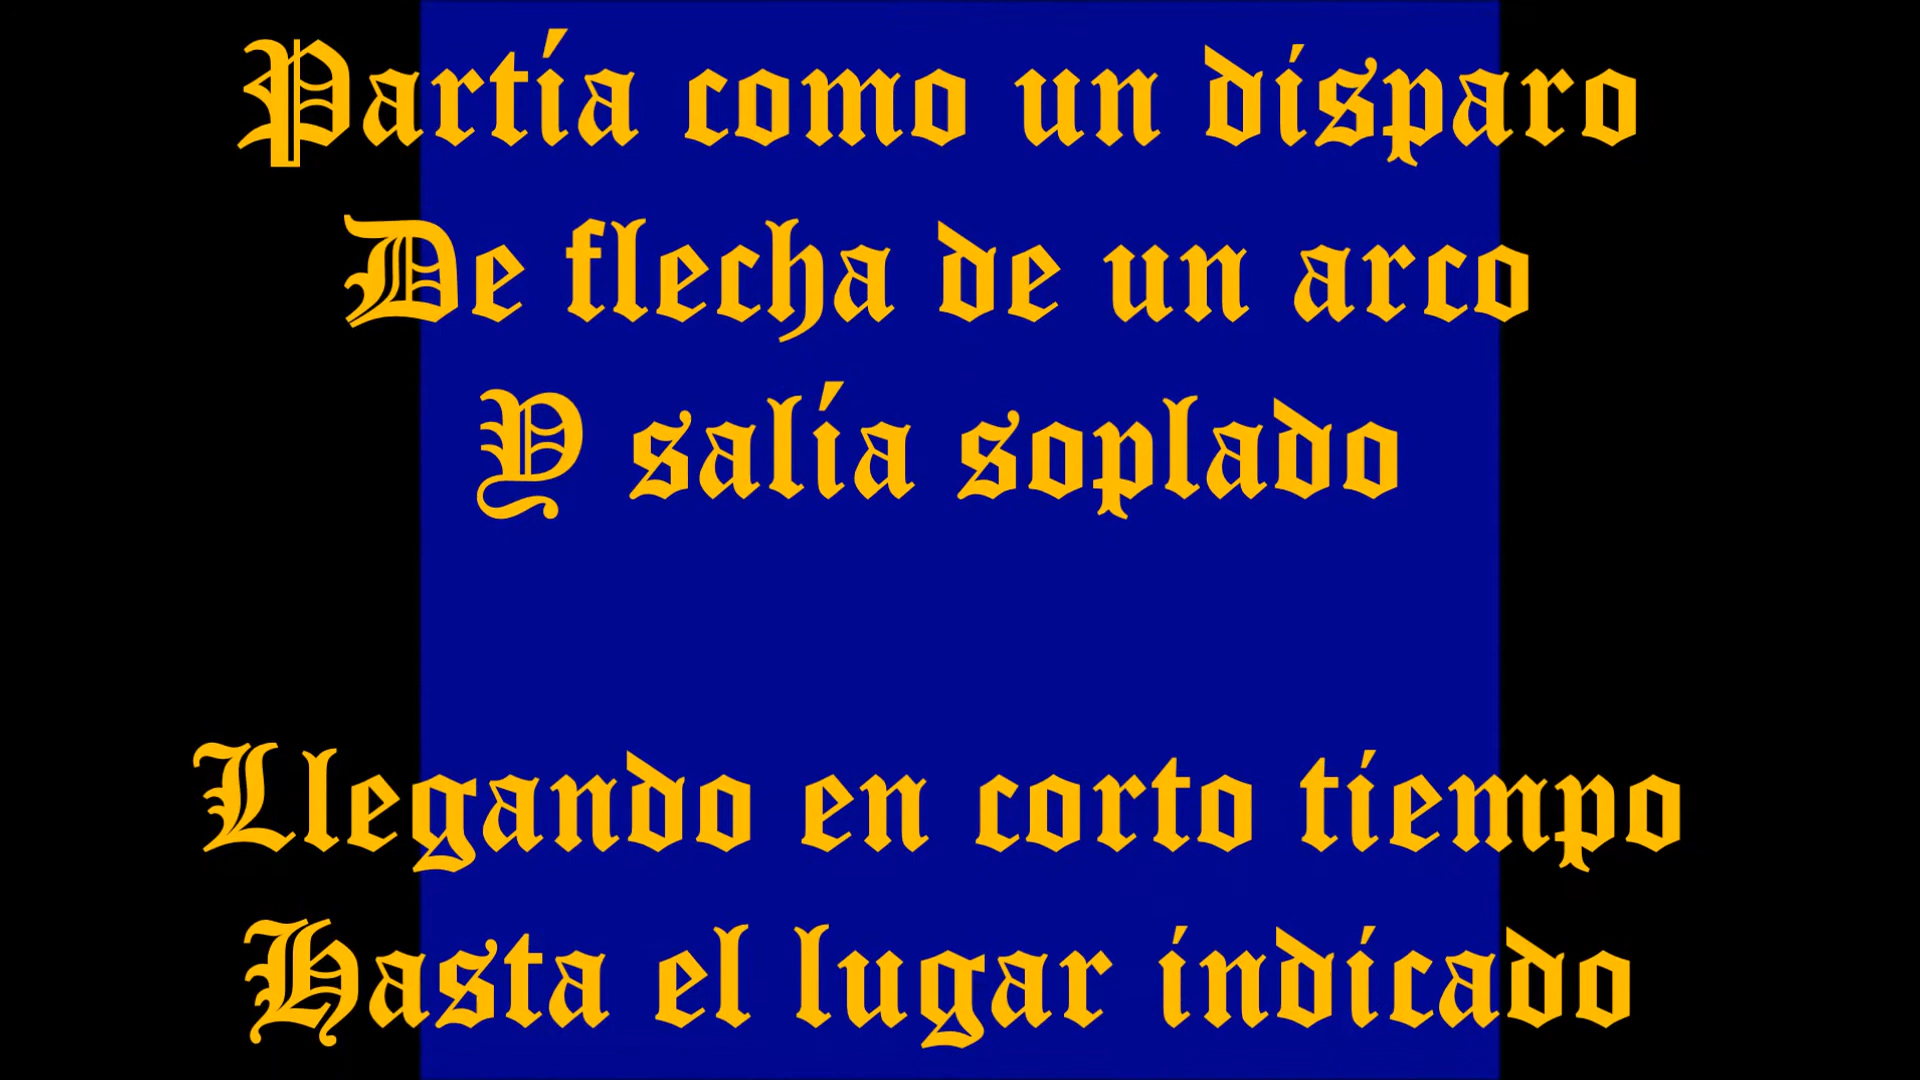 Partía como un disparo
De flecha de un arco
Y salía soplado
Llegando en corto tiempo
Hasta el lugar indicado